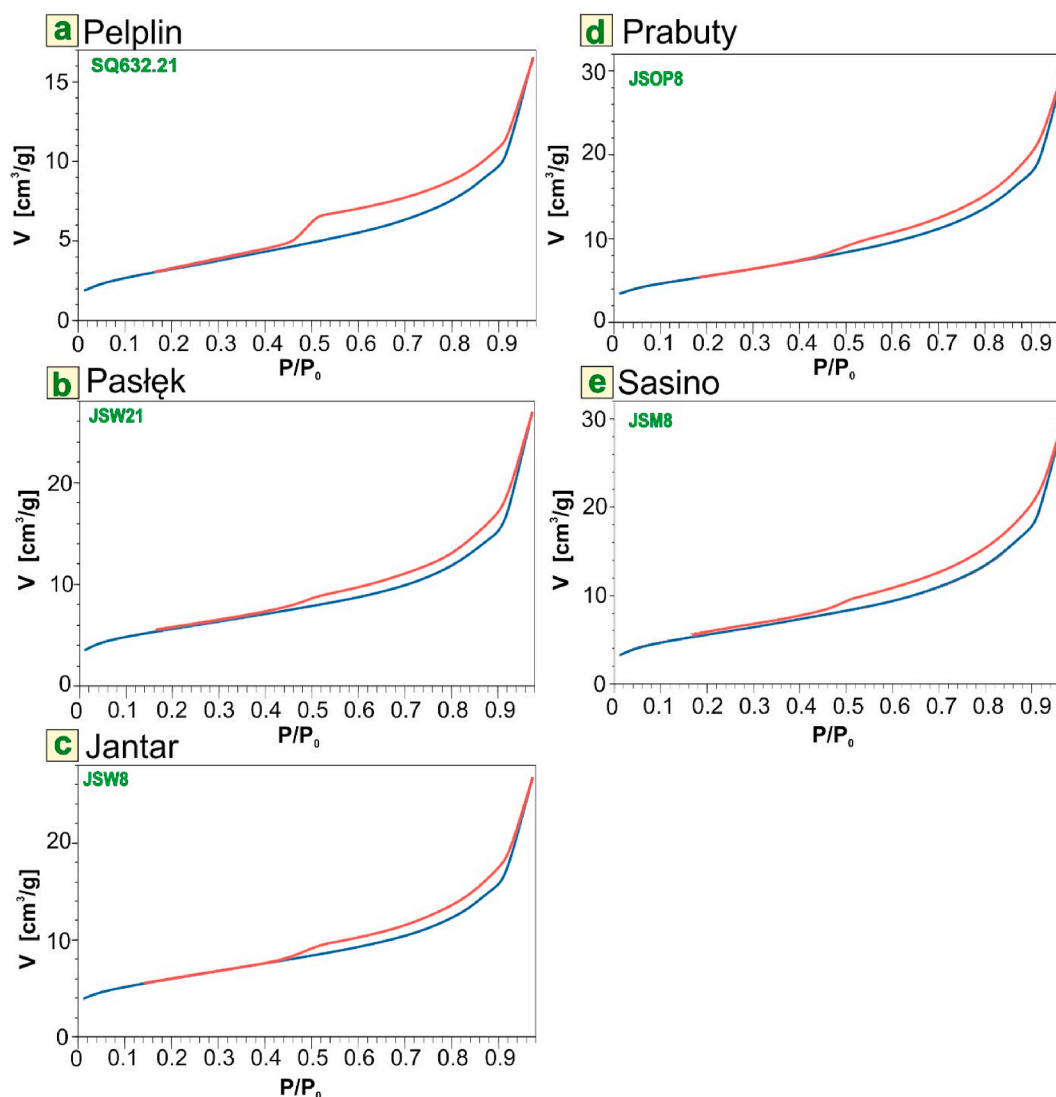 a Pelplin
SQ632.21
15
10
5
0
V [cm³/g]
0.1 0.2 0.3 0.4 0.5 0.6 0.7 0.8 0.9
P/P₀
b Pasłęk
JSW21
20
10
0
V [cm³/g]
0 0.1 0.2 0.3 0.4 0.5 0.6 0.7 0.8 0.9
P/P₀
c Jantar
JSW8
20
10
0
V [cm³/g]
0 0.1 0.2 0.3 0.4 0.5 0.6 0.7 0.8 0.9
P/P₀
d Prabuty
JSOP8
30
20
10
0
V [cm³/g]
0 0.1 0.2 0.3 0.4 0.5 0.6 0.7 0.8 0.9
P/P₀
e Sasino
JSM8
30
20
10
0
V [cm³/g]
0 0.1 0.2 0.3 0.4 0.5 0.6 0.7 0.8 0.9
P/P₀